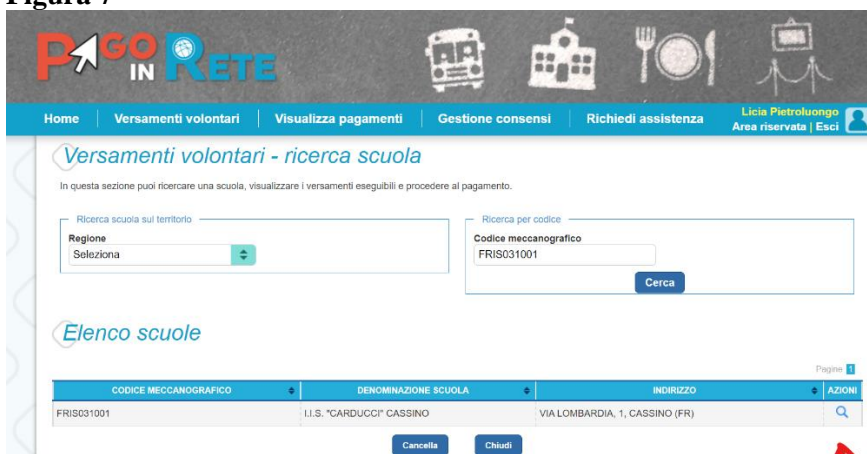 Figura 7
PAGO IN RETE
Home Versamenti volontari Visualizza pagamenti Gestione consensi Richiedi assistenza Licia Pietroluongo
Area riservata | Esci
Versamenti volontari - ricerca scuola
In questa sezione puoi ricercare una scuola, visualizzare i versamenti eseguibili e procedere al pagamento.
Ricerca scuola sul territorio
Regione
Seleziona
Ricerca per codice
Codice meccanografico
FRIS031001
Cerca
Elenco scuole
Pagine 1
CODICE MECCANOGRAFICO DENOMINAZIONE SCUOLA INDIRIZZO AZIONI
FRIS031001 I.I.S. "CARDUCCI" CASSINO VIA LOMBARDIA, 1, CASSINO (FR)
Cancella Chiudi